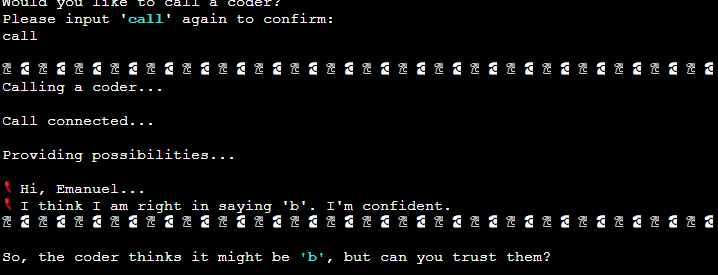 Would you like to call a coder?
Please input 'call' again to confirm:
call
Calling a coder...
Call connected...
Providing possibilities...
Hi, Emanuel...
I think I am right in saying 'b'. I'm confident.
So, the coder thinks it might be 'b', but can you trust them?